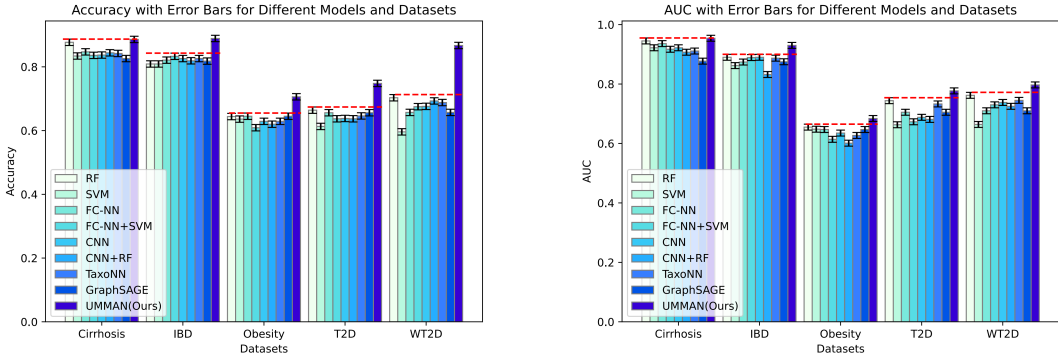 Accuracy with Error Bars for Different Models and Datasets
Accuracy
0.8
0.6
0.4
0.2
0.0
RF
SVM
FC-NN
FC-NN+SVM
CNN
CNN+RF
TaxoNN
GraphSAGE
UMMAN(Ours)
Cirrhosis IBD Obesity T2D WT2D
Datasets
AUC with Error Bars for Different Models and Datasets
AUC
1.0
0.8
0.6
0.4
0.2
0.0
RF
SVM
FC-NN
FC-NN+SVM
CNN
CNN+RF
TaxoNN
GraphSAGE
UMMAN(Ours)
Cirrhosis IBD Obesity T2D WT2D
Datasets